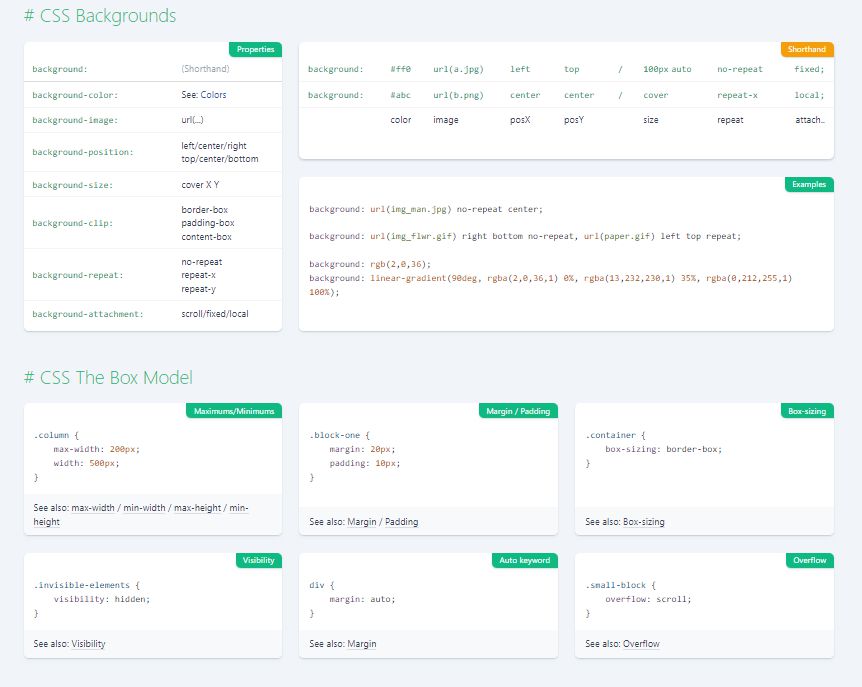 # CSS Backgrounds
Properties
background: (Shorthand)
background-color: See: Colors
background-image: url(...)
background-position: left/center/right
top/center/bottom
background-size: cover X Y
background-clip: border-box
padding-box
content-box
background-repeat: no-repeat
repeat-x
repeat-y
background-attachment: scroll/fixed/local
Shorthand
background: #ff0 url(a.jpg) left top / 100px auto no-repeat fixed;
background: #abc url(b.png) center center / cover repeat-x local;
color image posX posY size repeat attach..
Examples
background: url(img_man.jpg) no-repeat center;
background: url(img_flwr.gif) right bottom no-repeat, url(paper.gif) left top repeat;
background: rgb(2,0,36);
background: linear-gradient(90deg, rgba(2,0,36,1) 0%, rgba(13,232,230,1) 35%, rgba(0,212,255,1)
100%);
# CSS The Box Model
Maximums/Minimums
.column {
max-width: 200px;
width: 500px;
}
See also: max-width / min-width / max-height / min-
height
Margin / Padding
.block-one {
margin: 20px;
padding: 10px;
}
See also: Margin / Padding
Box-sizing
.container {
box-sizing: border-box;
}
See also: Box-sizing
Visibility
.invisible-elements {
visibility: hidden;
}
See also: Visibility
Auto keyword
div {
margin: auto;
}
See also: Margin
Overflow
.small-block {
overflow: scroll;
}
See also: Overflow